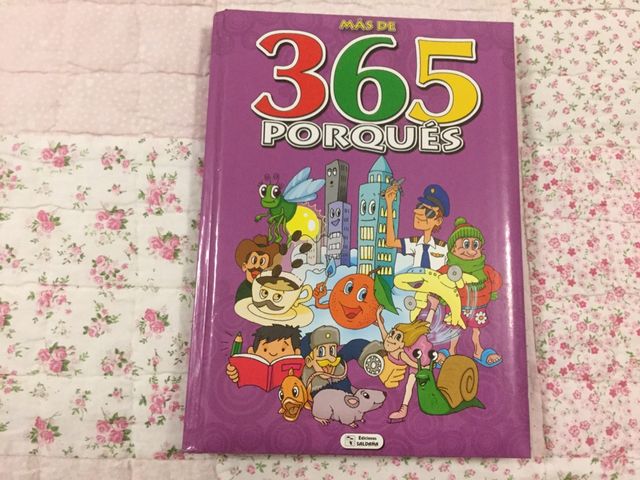 MÁS DE
365
PORQUÉS
Ediciones
SALDAÑA